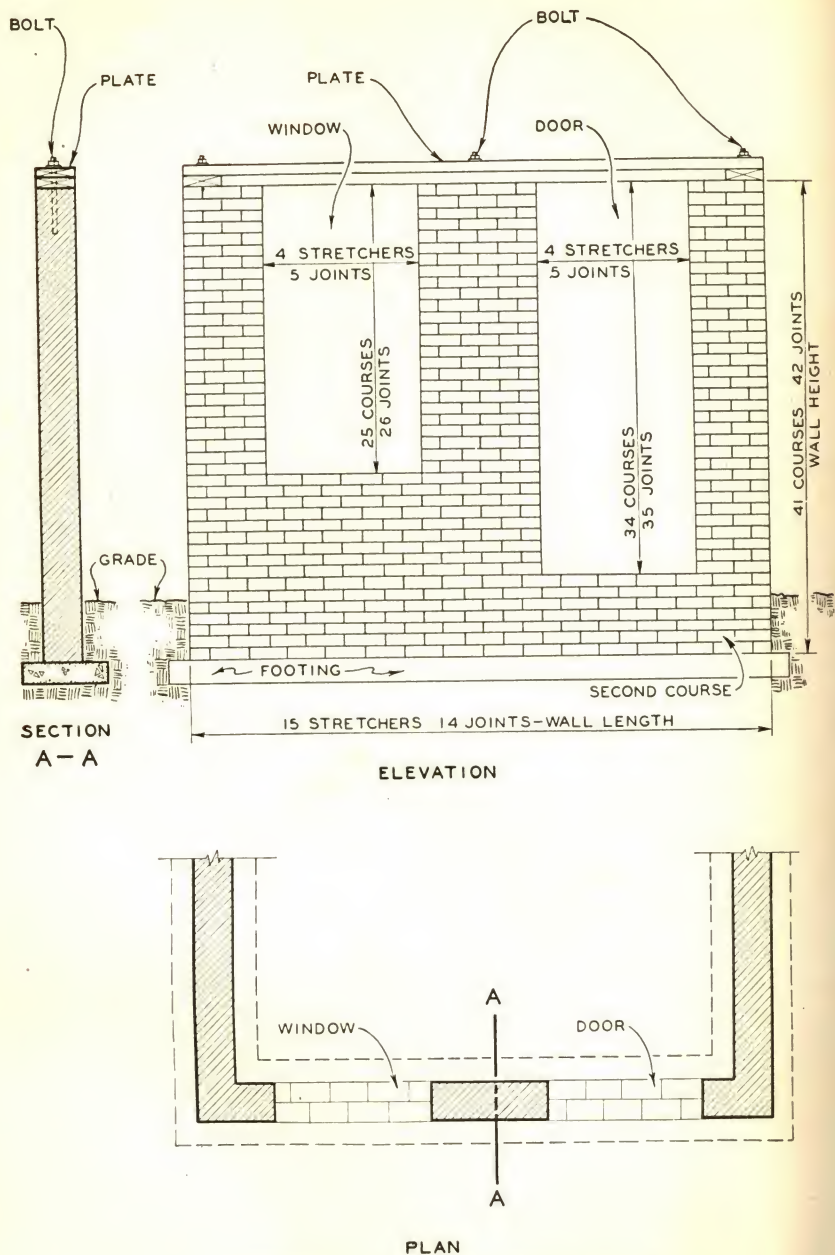 BOLT
BOLT
PLATE
PLATE
WINDOW
DOOR
4 STRETCHERS
5 JOINTS
4 STRETCHERS
5 JOINTS
25 COURSES
26 JOINTS
34 COURSES
35 JOINTS
41 COURSES 42 JOINTS
WALL HEIGHT
GRADE
FOOTING
SECOND COURSE
15 STRETCHERS 14 JOINTS-WALL LENGTH
SECTION
A-A
ELEVATION
A
WINDOW
DOOR
A
PLAN